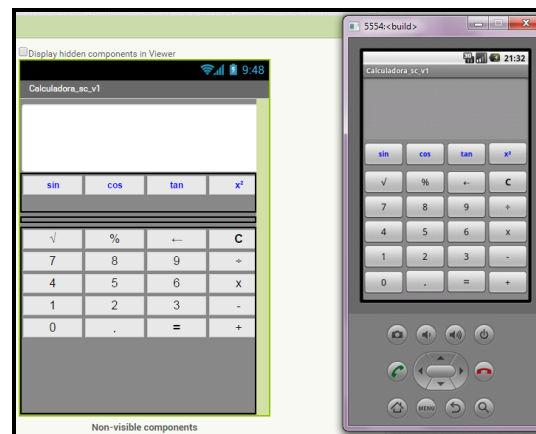 Display hidden components in Viewer
9:48
Calculadora_sc_v1
sin cos tan x²
√ % ← C
7 8 9 ÷
4 5 6 x
1 2 3 -
0 . = +
Non-visible components
5554:<build>
3G 21:32
Calculadora_sc_v1
sin cos tan x²
√ % ← C
7 8 9 ÷
4 5 6 x
1 2 3 -
0 . = +
MENU